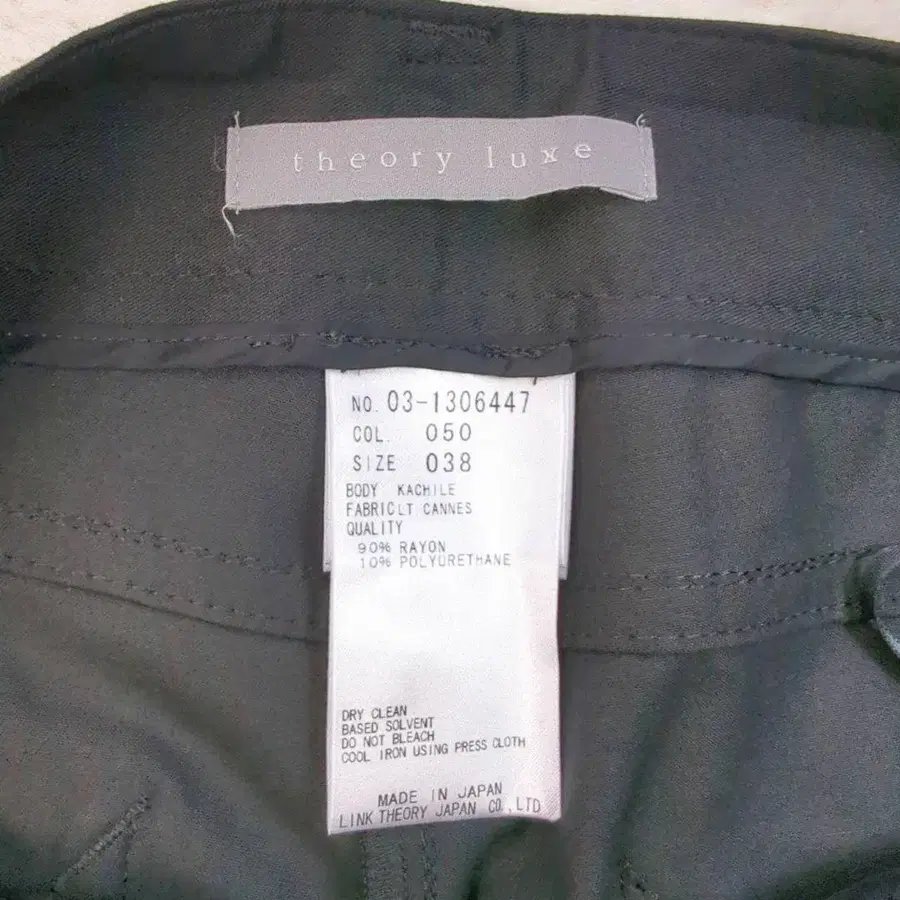 theory luxe
NO. 03-1306447
COL. 050
SIZE 038
BODY KACHILE
FABRICLT CANNES
QUALITY
90% RAYON
10% POLYURETHANE
DRY CLEAN
BASED SOLVENT
DO NOT BLEACH
COOL IRON USING PRESS CLOTH
MADE IN JAPAN
LINK THEORY JAPAN CO.,LTD